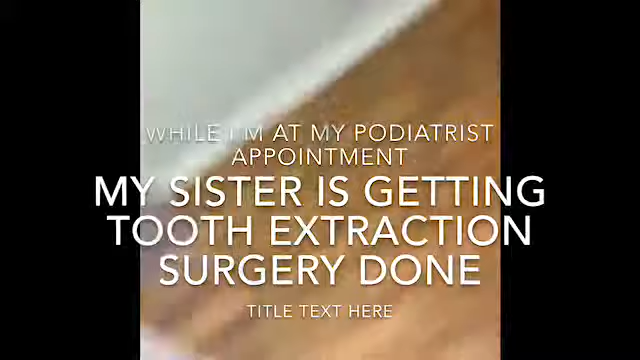 WHILE I'M AT MY PODIATRIST
APPOINTMENT
MY SISTER IS GETTING
TOOTH EXTRACTION
SURGERY DONE
TITLE TEXT HERE